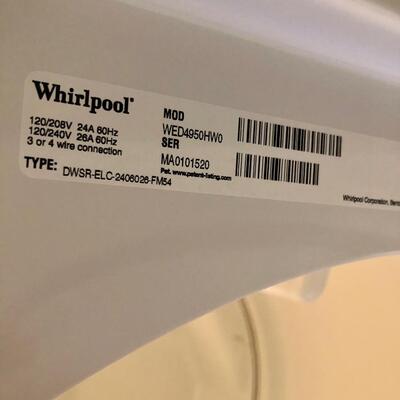 Whirlpool
120/208V 24A 60Hz
120/240V 26A 60Hz
3 or 4 wire connection
TYPE: DWSR-ELC-2406026-FM54
MOD
WED4950HW0
SER
MA0101520
Pat. www.patent-listing.com
Whirlpool Corporation,